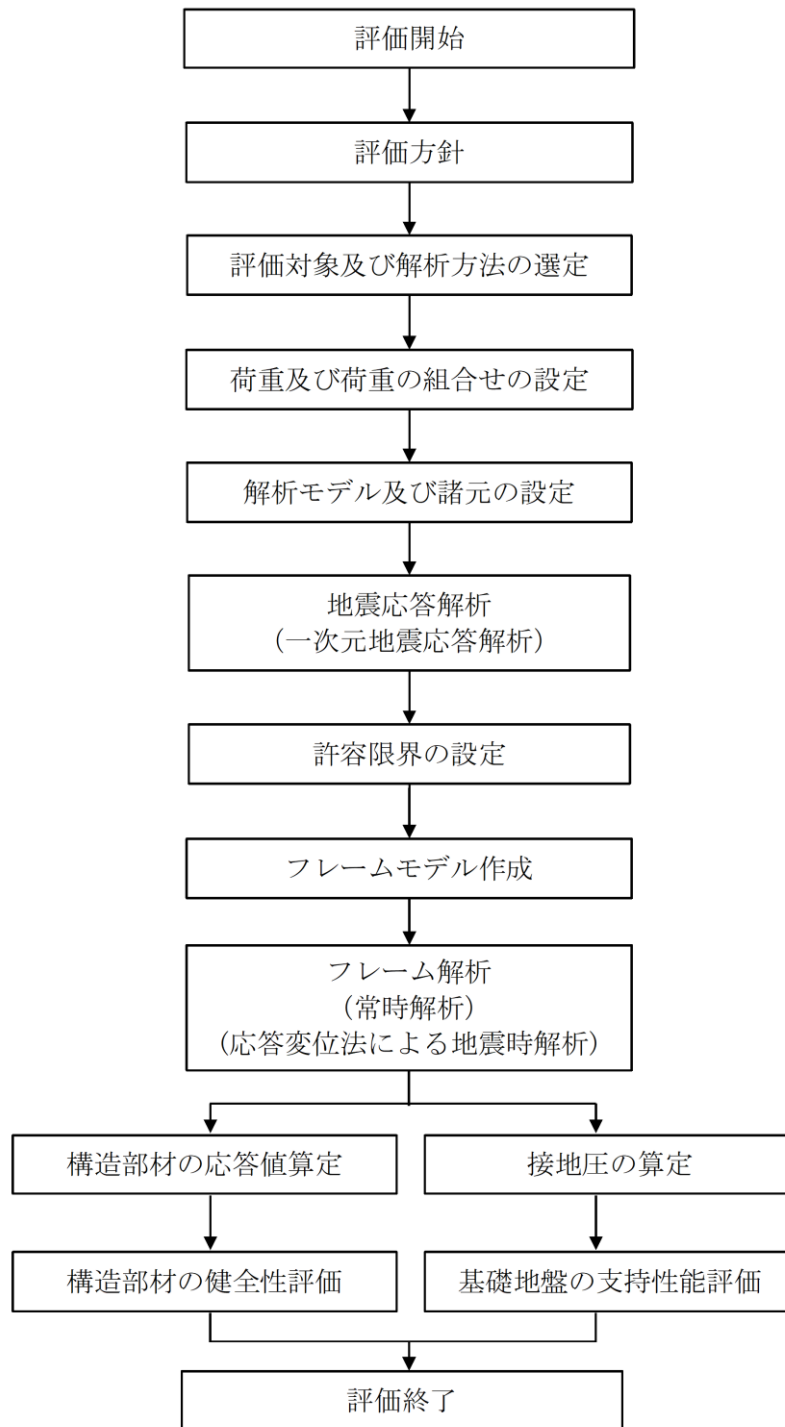 評価開始
評価方針
評価対象及び解析方法の選定
荷重及び荷重の組合せの設定
解析モデル及び諸元の設定
地震応答解析
(一次元地震応答解析)
許容限界の設定
フレームモデル作成
フレーム解析
(常時解析)
(応答変位法による地震時解析)
構造部材の応答値算定
接地圧の算定
構造部材の健全性評価
基礎地盤の支持性能評価
評価終了